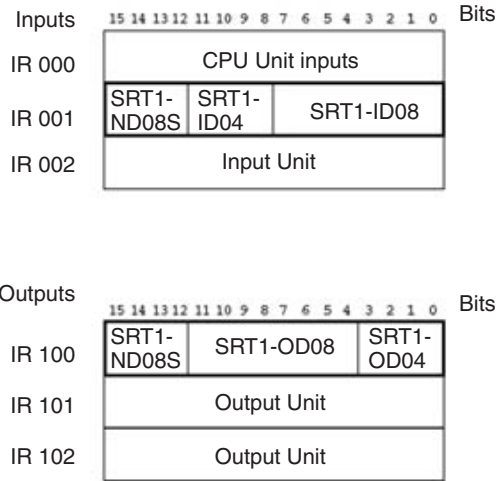 Inputs 15 14 13 12 11 10 9 8 7 6 5 4 3 2 1 0 Bits
IR 000 CPU Unit inputs
IR 001 SRT1-ND08S SRT1-ID04 SRT1-ID08
IR 002 Input Unit
Outputs 15 14 13 12 11 10 9 8 7 6 5 4 3 2 1 0 Bits
IR 100 SRT1-ND08S SRT1-OD08 SRT1-OD04
IR 101 Output Unit
IR 102 Output Unit